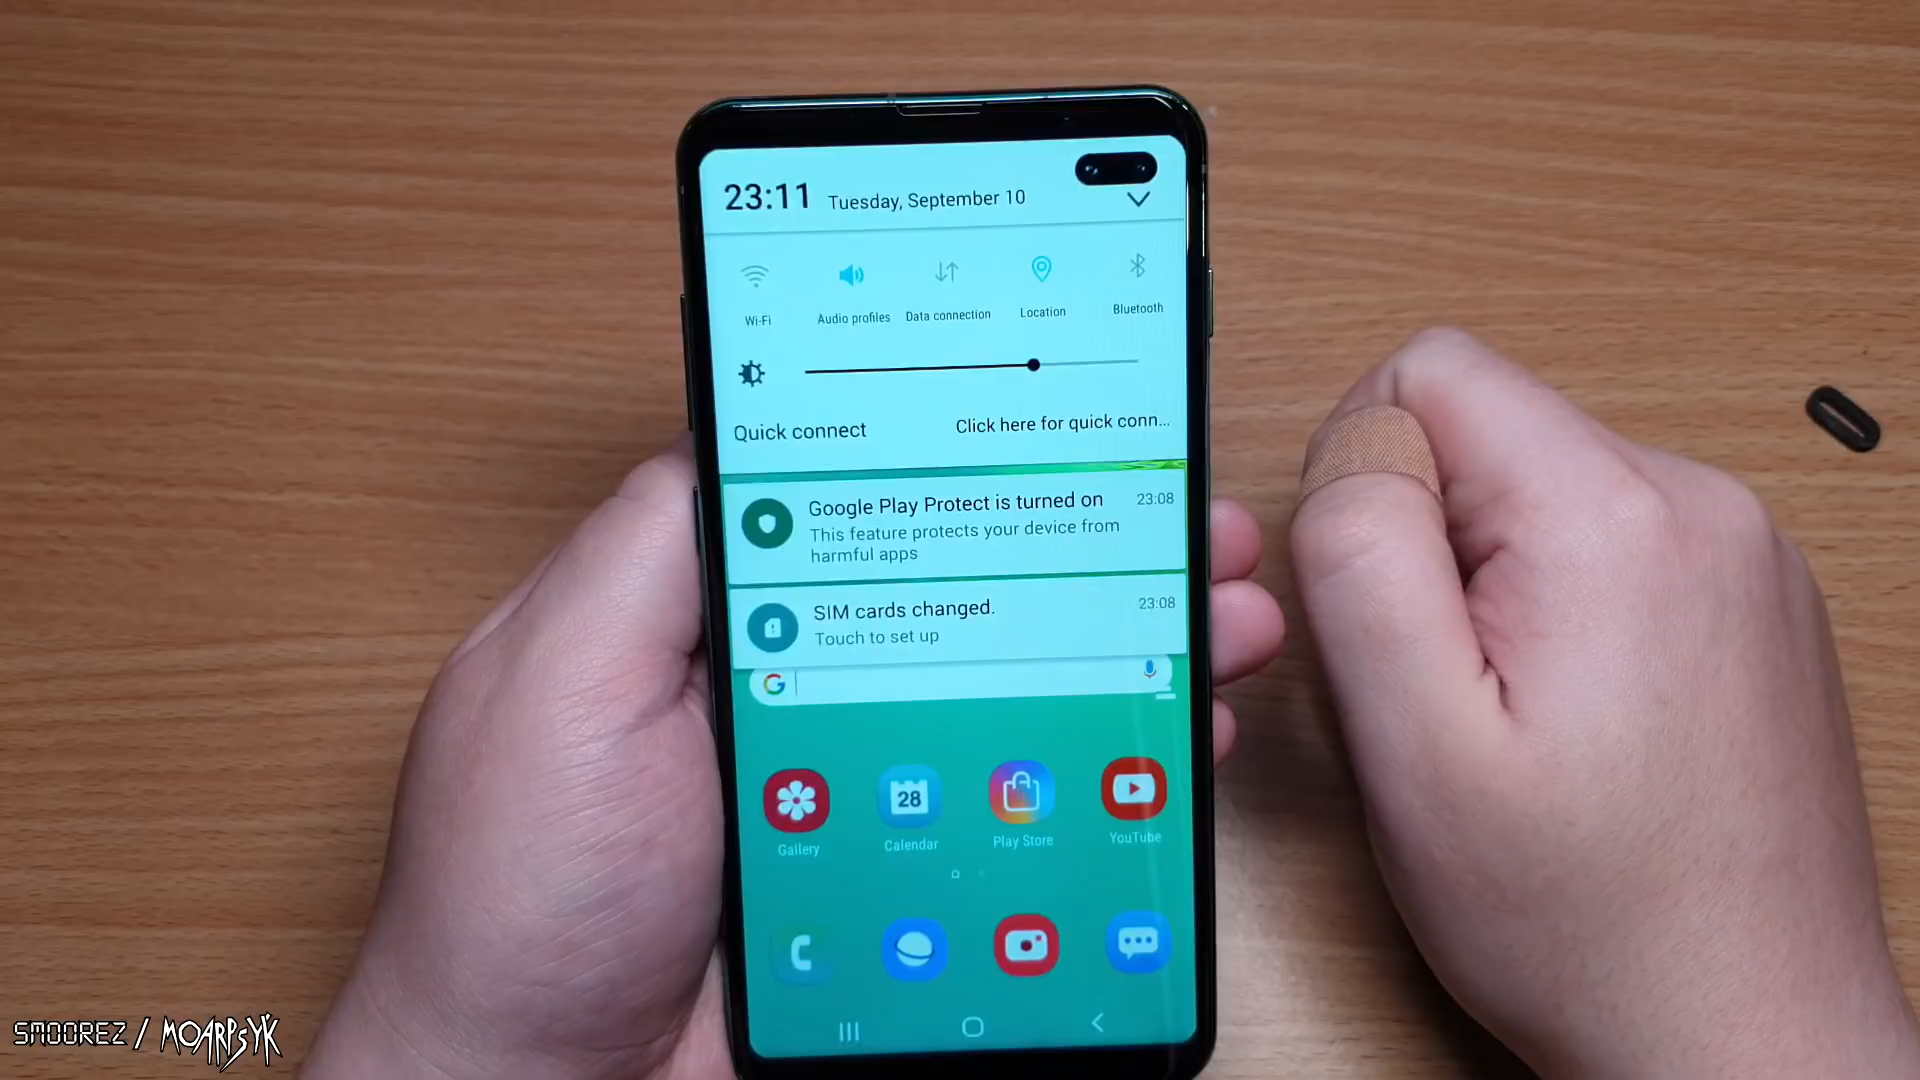 23:11 Tuesday, September 10
Wi-Fi Audio profiles Data connection Location Bluetooth
Quick connect Click here for quick conn...
Google Play Protect is turned on 23:08
This feature protects your device from
harmful apps
SIM cards changed. 23:08
Touch to set up
G
28
Gallery Calendar Play Store YouTube
SMOOREZ / MOARPSYK